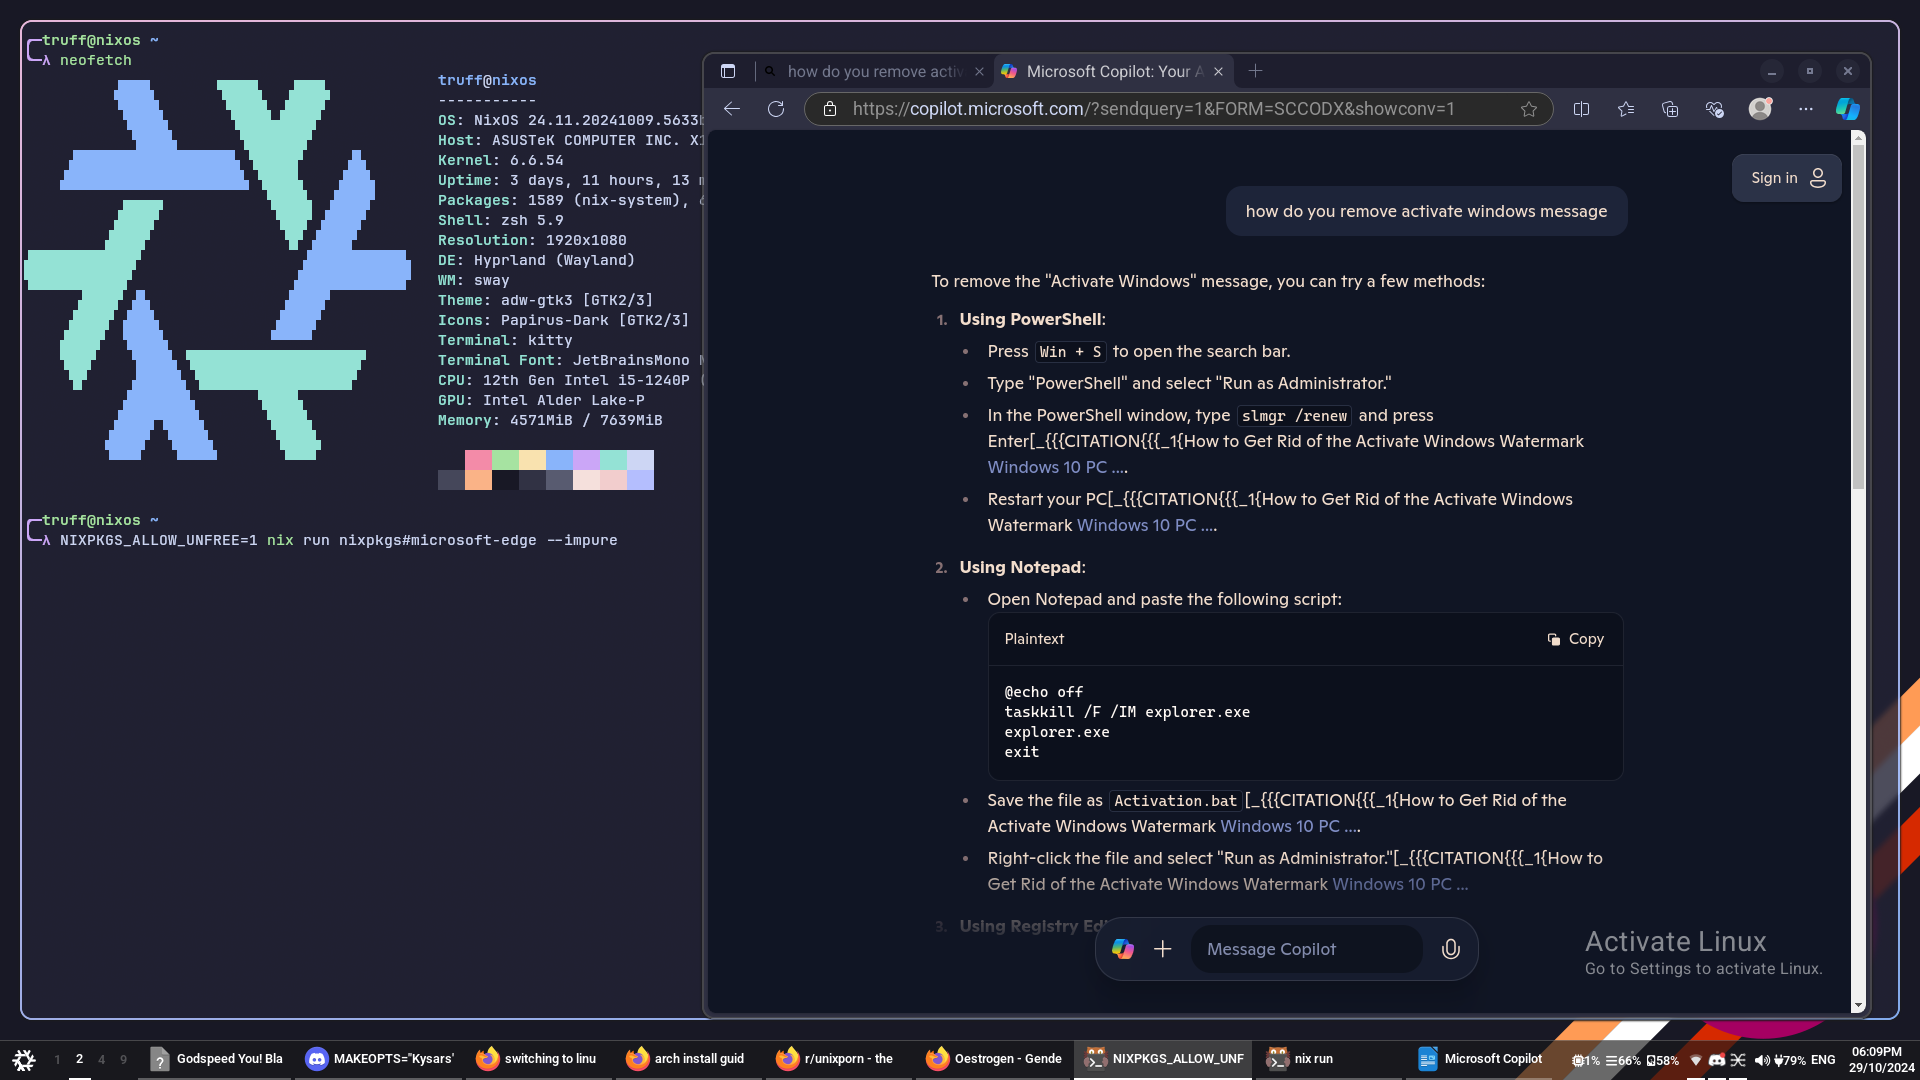 truff@nixos ~
λ neofetch
truff@nixos
-----------
OS: NixOS 24.11.20241009.5633
Host: ASUSTeK COMPUTER INC. X1
Kernel: 6.6.54
Uptime: 3 days, 11 hours, 13 m
Packages: 1589 (nix-system),
Shell: zsh 5.9
Resolution: 1920x1080
DE: Hyprland (Wayland)
WM: sway
Theme: adw-gtk3 [GTK2/3]
Icons: Papirus-Dark [GTK2/3]
Terminal: kitty
Terminal Font: JetBrainsMono
CPU: 12th Gen Intel i5-1240P (
GPU: Intel Alder Lake-P
Memory: 4571MiB / 7639MiB
truff@nixos ~
λ NIXPKGS_ALLOW_UNFREE=1 nix run nixpkgs#microsoft-edge --impure
how do you remove activ
Microsoft Copilot: Your A
https://copilot.microsoft.com/?sendquery=1&FORM=SCCODX&showconv=1
Sign in
how do you remove activate windows message
To remove the "Activate Windows" message, you can try a few methods:
1. Using PowerShell:
• Press Win + S to open the search bar.
• Type "PowerShell" and select "Run as Administrator."
• In the PowerShell window, type slmgr /renew and press
Enter[_{{{CITATION{{{_1{How to Get Rid of the Activate Windows Watermark
Windows 10 PC ....
• Restart your PC[_{{{CITATION{{{_1{How to Get Rid of the Activate Windows
Watermark Windows 10 PC ....
2. Using Notepad:
• Open Notepad and paste the following script:
Plaintext
Copy
@echo off
taskkill /F /IM explorer.exe
explorer.exe
exit
• Save the file as Activation.bat[_{{{CITATION{{{_1{How to Get Rid of the
Activate Windows Watermark Windows 10 PC ....
• Right-click the file and select "Run as Administrator."[_{{{CITATION{{{_1{How to
Get Rid of the Activate Windows Watermark Windows 10 PC ...
3. Using Registry Ed
Message Copilot
Activate Linux
Go to Settings to activate Linux.
1 2 4 9
Godspeed You! Bla
MAKEOPTS="Kysars'
switching to linu
arch install guid
r/unixporn - the
Oestrogen - Gende
NIXPKGS_ALLOW_UNF
nix run
Microsoft Copilot
1% 66% 58% 79% ENG
06:09PM
29/10/2024